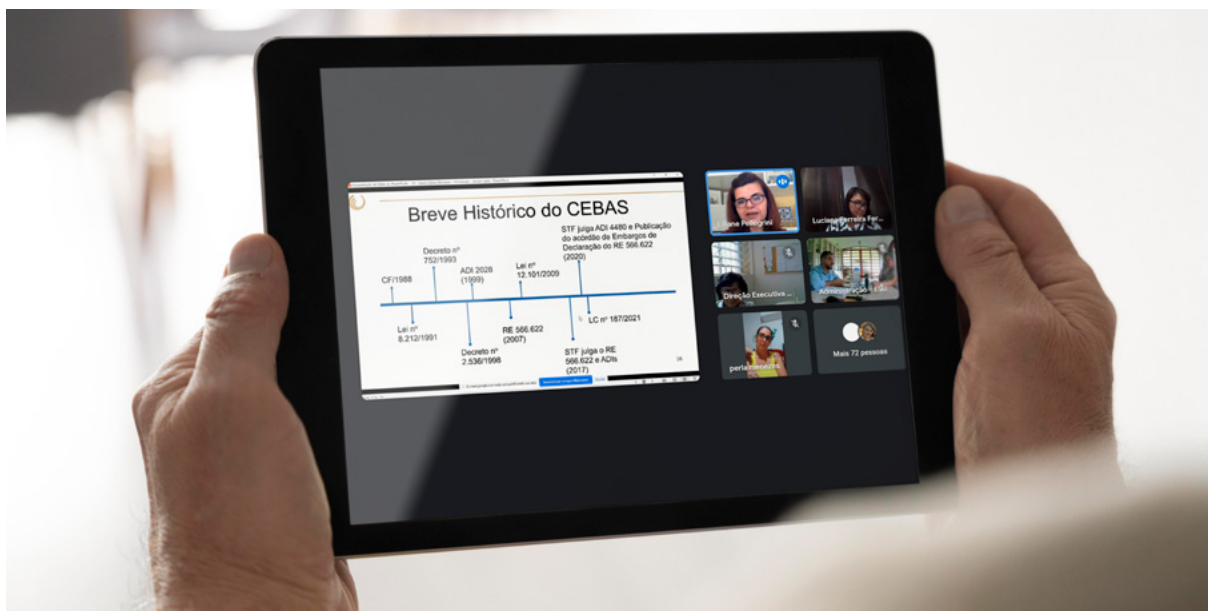 Breve Histórico do CEBAS
STF julga ADI 4480 e Publicação
do acórdão de Embargos de
Declaração do RE 566.622
(2020)
Decreto nº
752/1993
CF/1988
ADI 2028
(1999)
Lei nº
12.101/2009
Lei nº
8.212/1991
Decreto nº
2.536/1998
RE 566.622
(2007)
STF julga o RE
566.622 e ADIs
(2017)
LC nº 187/2021
Pellegrini
Luciana Ferreira Fer...
Direção Executiva ...
Administração
perla menezes
Mais 72 pessoas